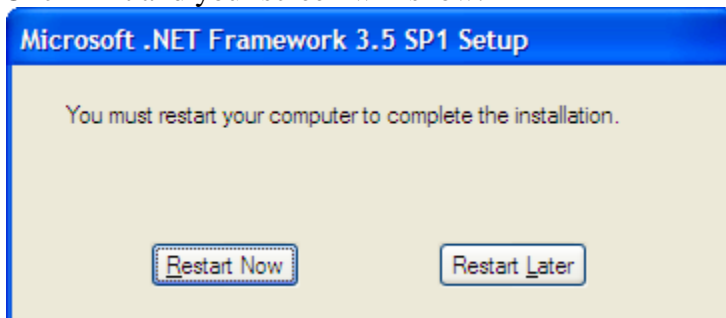 Microsoft .NET Framework 3.5 SP1 Setup
You must restart your computer to complete the installation.
Restart Now
Restart Later